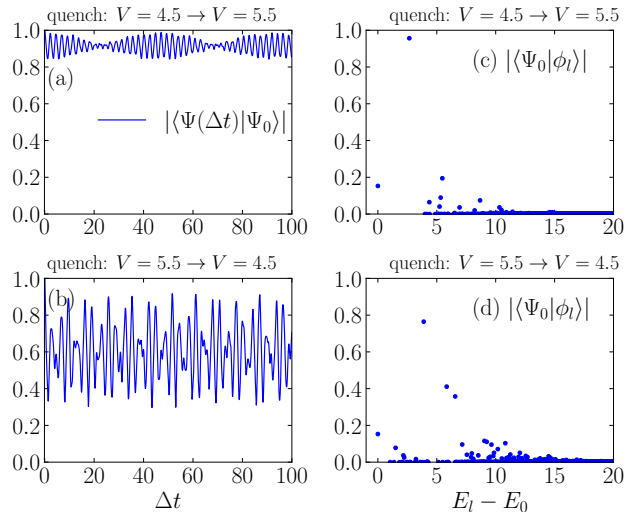 quench: V = 4.5 → V = 5.5
quench: V = 4.5 → V = 5.5
1.0
0.8
0.6
0.4
0.2
0.0
(a)
|⟨Ψ(Δt)|Ψ₀⟩|
0 20 40 60 80 100
1.0
0.8
0.6
0.4
0.2
0.0
(c) |⟨Ψ₀|ϕₗ⟩|
0 5 10 15 20
quench: V = 5.5 → V = 4.5
quench: V = 5.5 → V = 4.5
1.0
0.8
0.6
0.4
0.2
0.0
(b)
0 20 40 60 80 100
Δt
1.0
0.8
0.6
0.4
0.2
0.0
(d) |⟨Ψ₀|ϕₗ⟩|
0 5 10 15 20
Eₗ − E₀